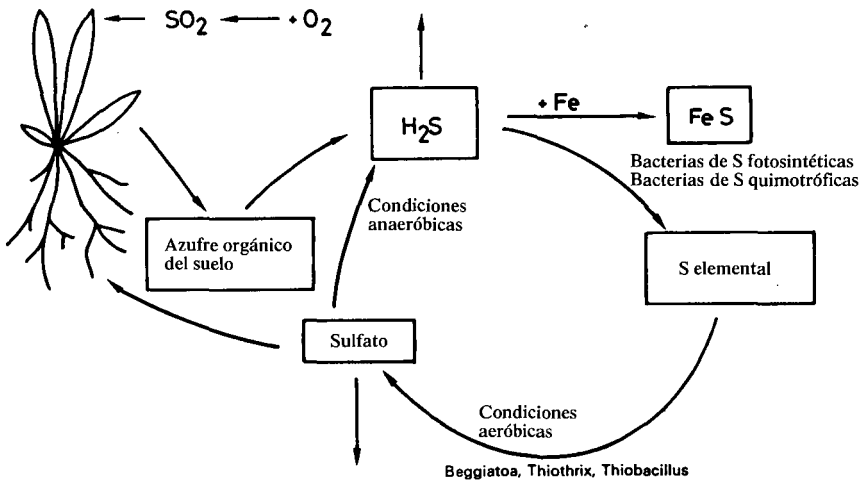 SO2
+ O2
H2S
+ Fe
Fe S
Bacterias de S fotosintéticas
Bacterias de S quimotróficas
Condiciones
anaeróbicas
Azufre orgánico
del suelo
S elemental
Sulfato
Condiciones
aeróbicas
Beggiatoa, Thiothrix, Thiobacillus